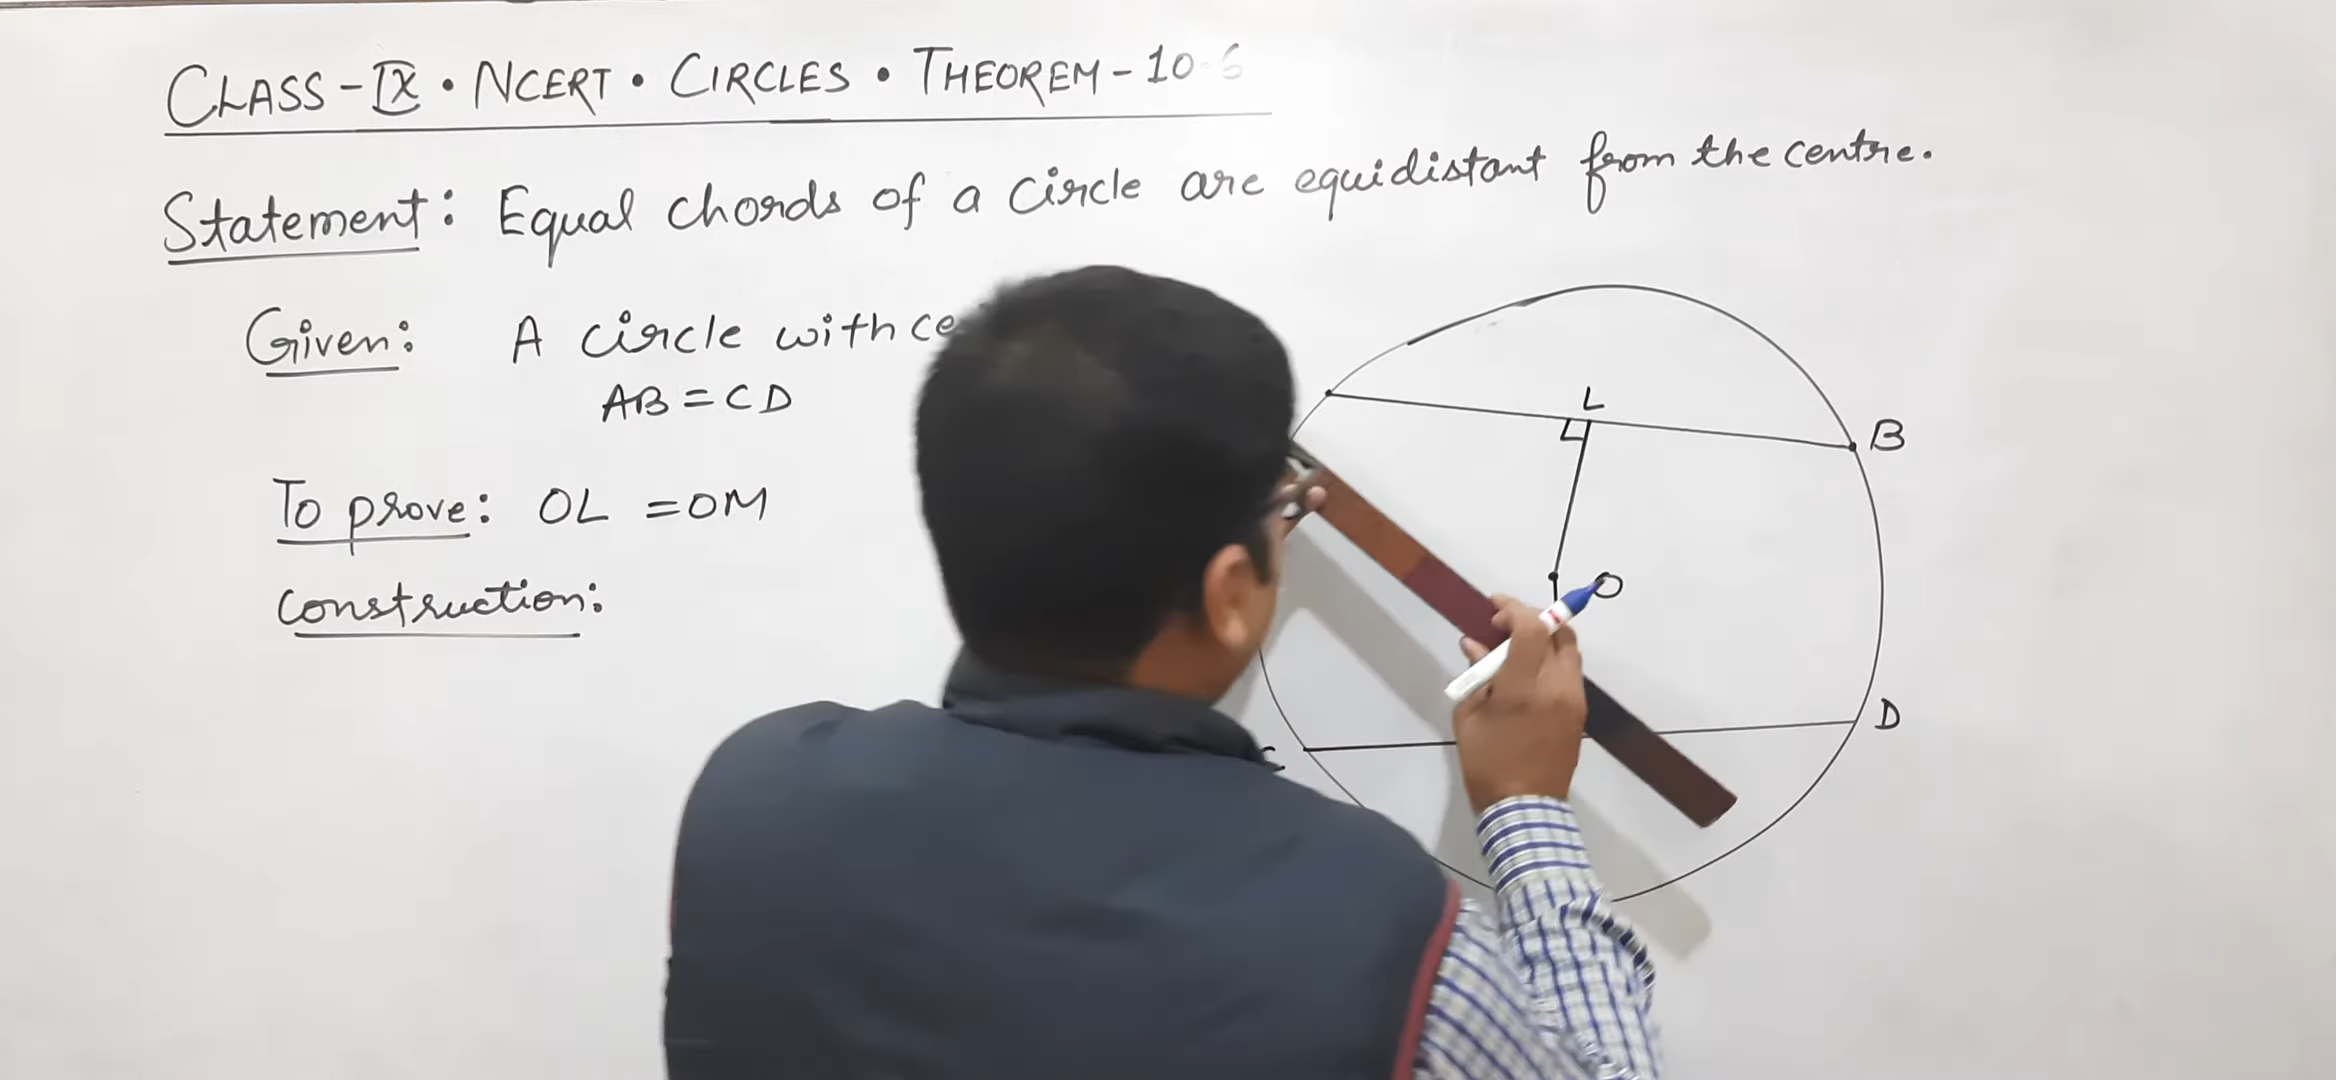 CLASS - IX • NCERT • CIRCLES • THEOREM - 10.6
Statement: Equal chords of a circle are equidistant from the centre.
Given: A circle with ce
AB = CD
To prove: OL = OM
Construction:
L
B
O
C
D